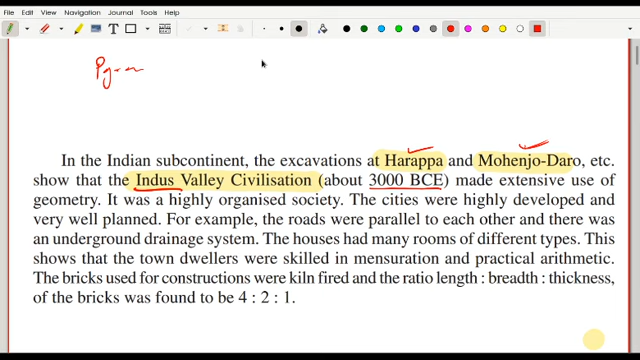 File Edit View Journal Tools Options Help
In the Indian subcontinent, the excavations at Harappa and Mohenjo-Daro, etc.
show that the Indus Valley Civilisation (about 3000 BCE) made extensive use of
geometry. It was a highly organised society. The cities were highly developed and
very well planned. For example, the roads were parallel to each other and there was
an underground drainage system. The houses had many rooms of different types. This
shows that the town dwellers were skilled in mensuration and practical arithmetic.
The bricks used for constructions were kiln fired and the ratio length : breadth : thickness,
of the bricks was found to be 4 : 2 : 1.